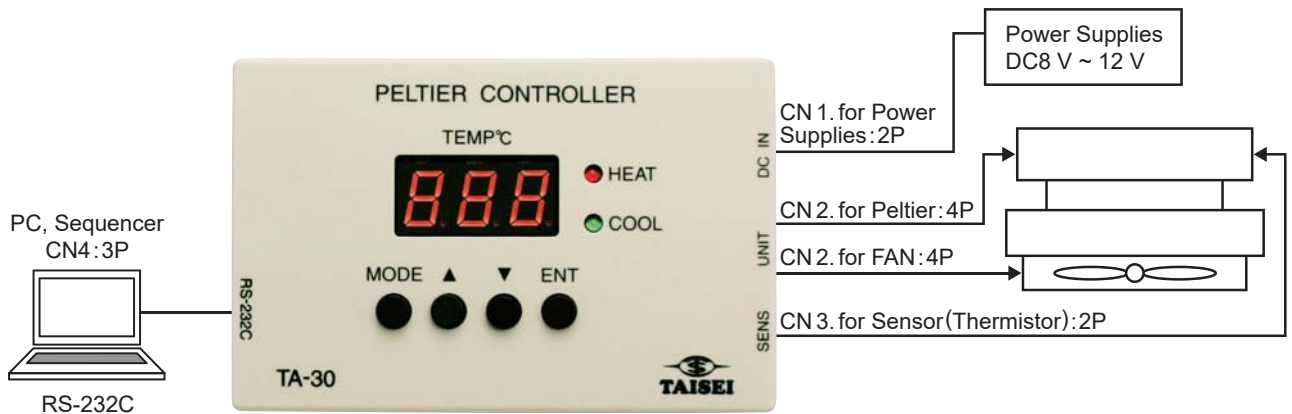 Power Supplies
DC8 V ~ 12 V
PELTIER CONTROLLER
TEMP°C
888
HEAT
COOL
MODE ▲ ▼ ENT
RS-232C
DC IN
UNIT
SENS
TA-30
TAISEI
CN 1. for Power
Supplies:2P
CN 2. for Peltier:4P
CN 2. for FAN:4P
CN 3. for Sensor(Thermistor):2P
PC, Sequencer
CN4:3P
RS-232C